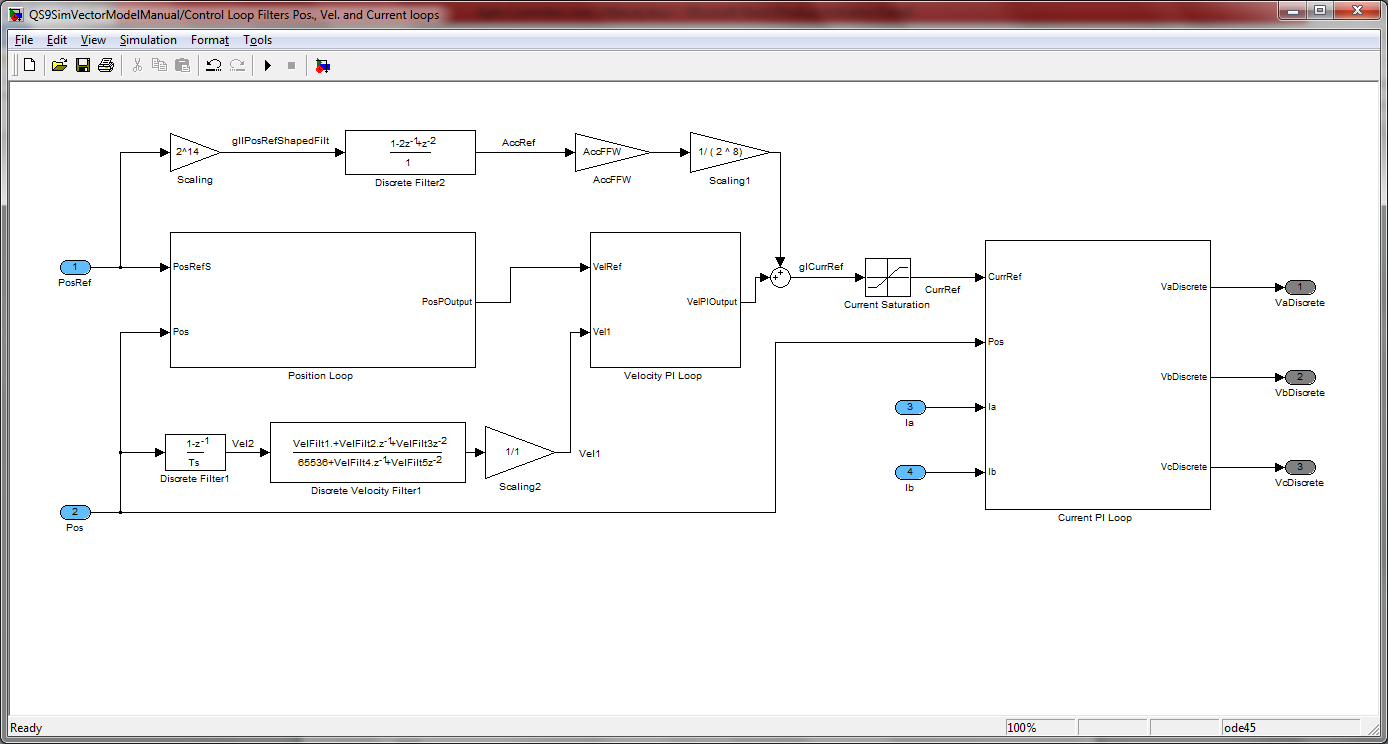 QS9SimVectorModelManual/Control Loop Filters Pos., Vel. and Current loops
File Edit View Simulation Format Tools
2^14
Scaling
gllPosRefShapedFilt
1-2z-1+z-2
1
Discrete Filter2
AccRef
AccFFW
AccFFW
1/ ( 2 ^ 8)
Scaling1
1
PosRef
PosRefS
Pos
PosPOutput
Position Loop
VelRef
Vel1
VelPIOutput
Velocity PI Loop
+
+
glCurrRef
Current Saturation
CurrRef
CurrRef
Pos
Ia
Ib
VaDiscrete
VbDiscrete
VcDiscrete
Current PI Loop
1
VaDiscrete
2
VbDiscrete
3
VcDiscrete
3
Ia
4
Ib
1-z-1
Ts
Discrete Filter1
Vel2
VelFilt1.+VelFilt2.z-1+VelFilt3z-2
65536+VelFilt4.z-1+VelFilt5z-2
Discrete Velocity Filter1
1/1
Scaling2
Vel1
2
Pos
Ready
100%
ode45